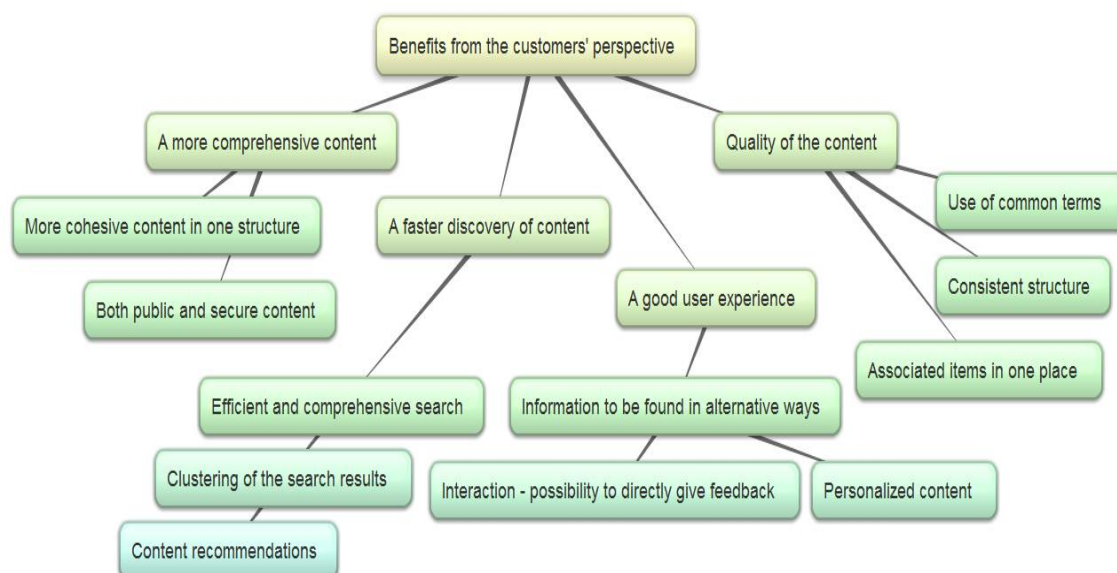 Benefits from the customers' perspective
A more comprehensive content
Quality of the content
Use of common terms
More cohesive content in one structure
A faster discovery of content
Consistent structure
Both public and secure content
A good user experience
Associated items in one place
Efficient and comprehensive search
Information to be found in alternative ways
Clustering of the search results
Interaction - possibility to directly give feedback
Personalized content
Content recommendations